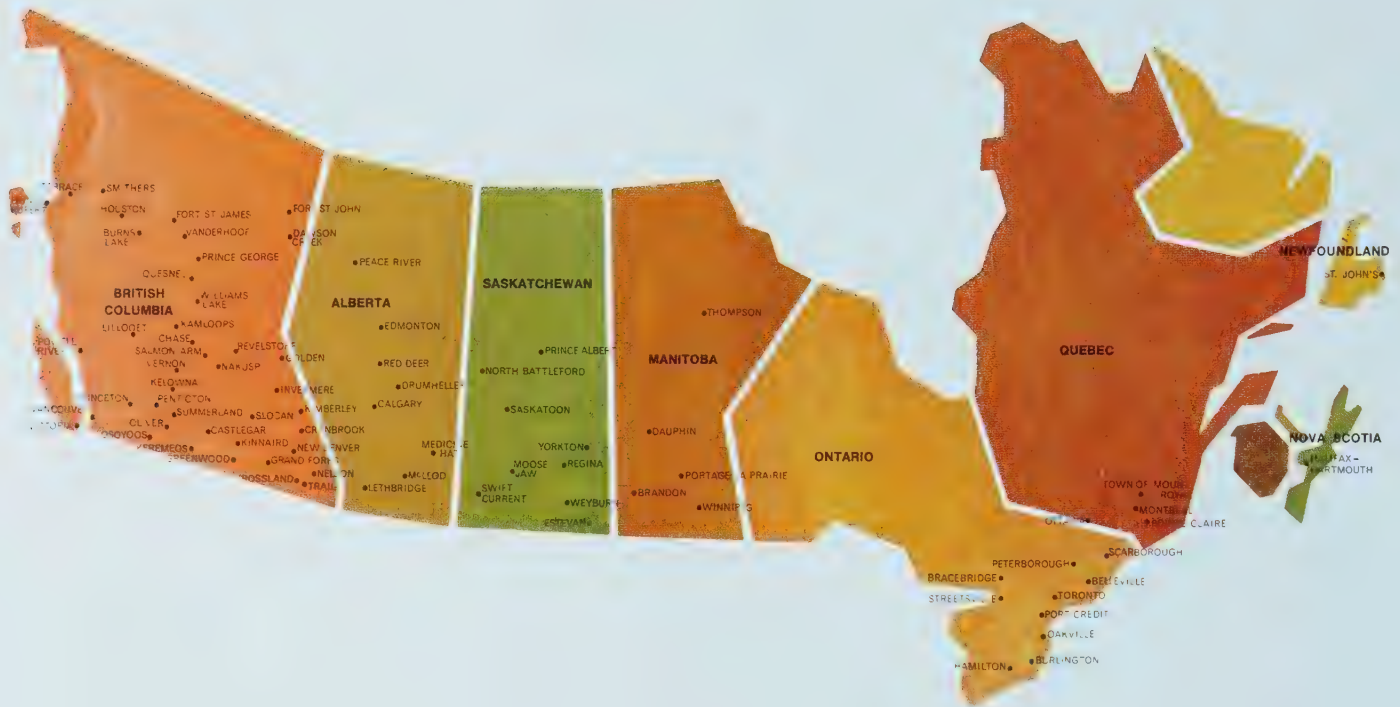 SMITHERS
HOUSTON
FORT ST JAMES
FORT ST JOHN
BURNS
LAKE
VANDERHOOF
DAWSON
CREEK
PRINCE GEORGE
QUESNEL
BRITISH
COLUMBIA
WILLIAMS
LAKE
LILLOOET
KAMLOOPS
CHASE
SALMON ARM
REVELSTOKE
GOLDEN
VERNON
NAKUSP
KELOWNA
INVERMERE
PENTICTON
SUMMERLAND
SLOCAN
KIMBERLEY
OLIVER
CASTLEGAR
CRANBROOK
OSOYOOS
KINNAIRD
NEW DENVER
KEREMEOS
GREENWOOD
GRAND FORKS
NELSON
ROSSLAND
TRAIL
PEACE RIVER
ALBERTA
EDMONTON
RED DEER
DRUMHELLER
CALGARY
MEDICINE
HAT
McLEOD
LETHBRIDGE
SASKATCHEWAN
PRINCE ALBERT
NORTH BATTLEFORD
SASKATOON
YORKTON
MOOSE
JAW
REGINA
SWIFT
CURRENT
WEYBURN
ESTEVAN
THOMPSON
MANITOBA
DAUPHIN
PORTAGE LA PRAIRIE
BRANDON
WINNIPEG
ONTARIO
OTTAWA
SCARBOROUGH
PETERBOROUGH
BRACEBRIDGE
BELLEVILLE
STREETSVILLE
TORONTO
PORT CREDIT
OAKVILLE
HAMILTON
BURLINGTON
QUEBEC
TOWN OF MOUNT
ROYAL
MONTREAL
POINTE CLAIRE
NEWFOUNDLAND
ST. JOHN'S
NOVA SCOTIA
HALIFAX-
DARTMOUTH